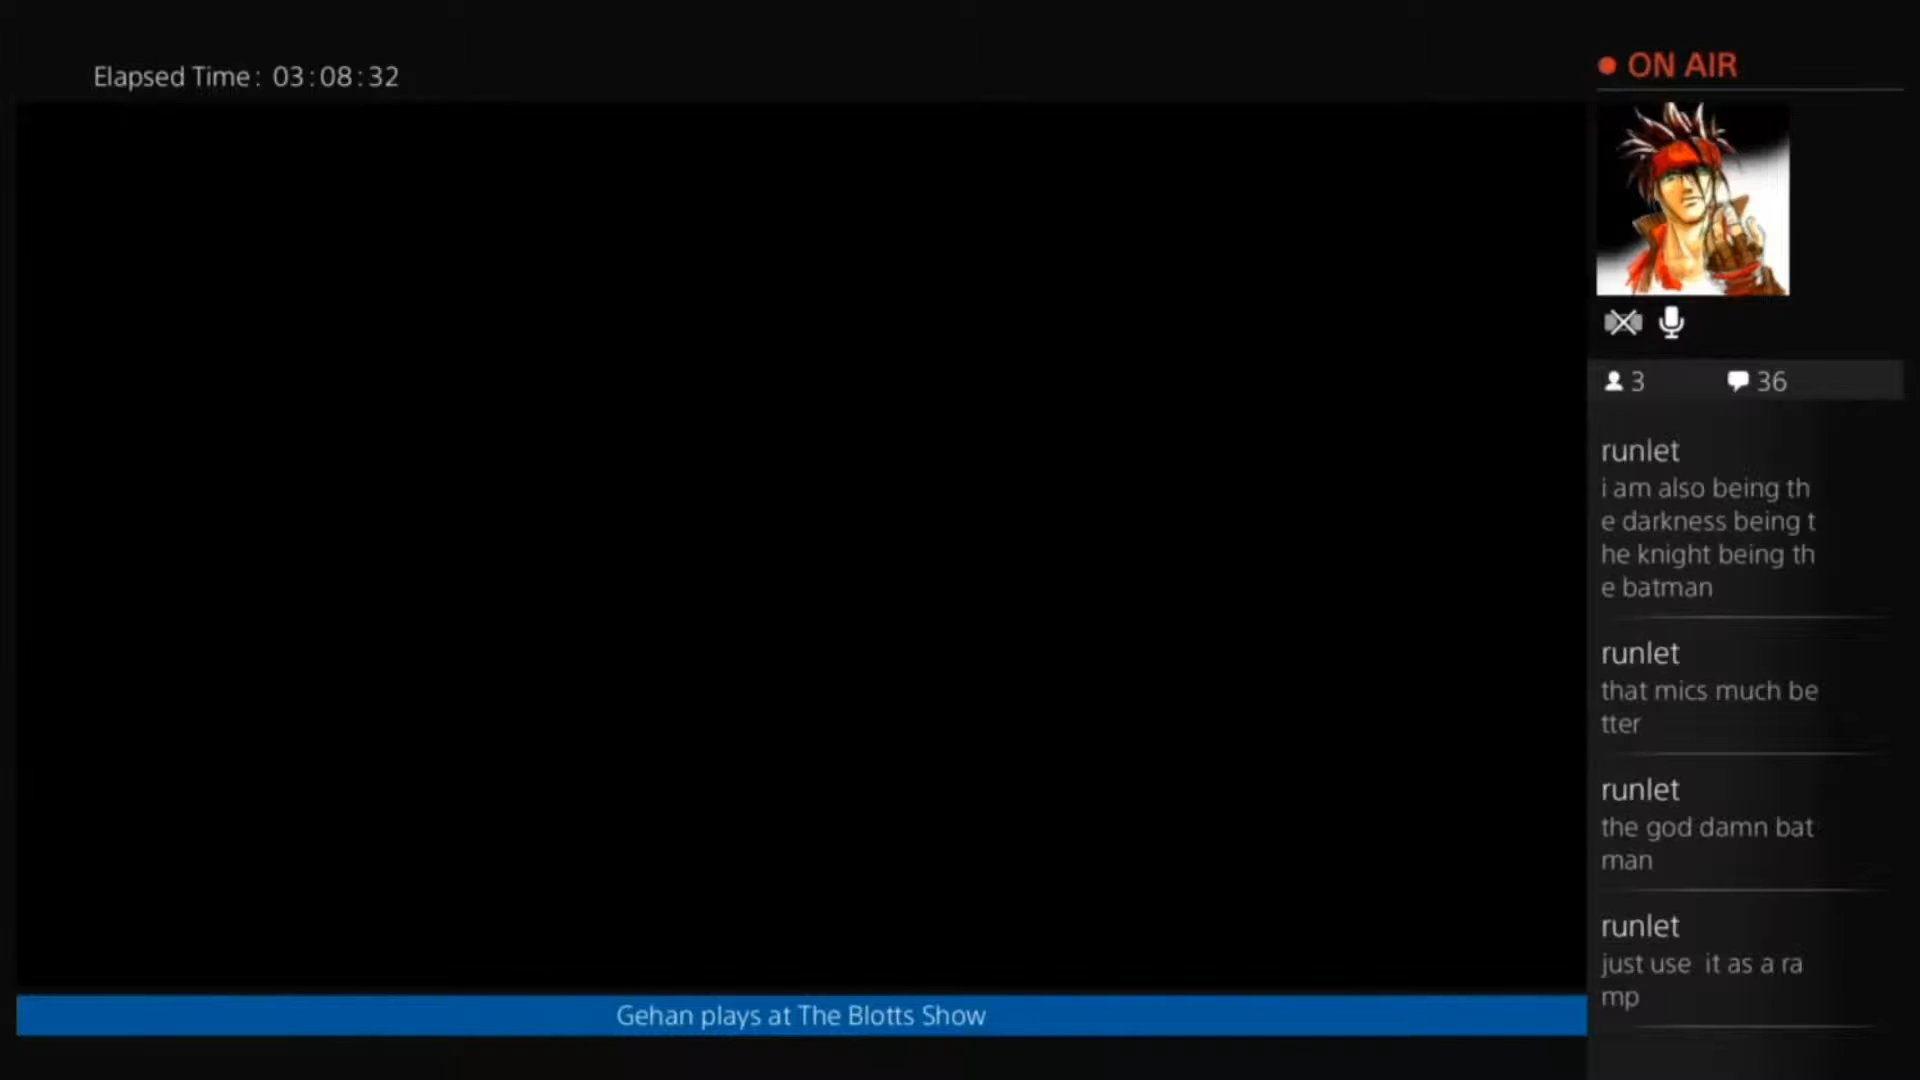 Elapsed Time: 03:08:32
ON AIR
3 36
runlet
i am also being th
e darkness being t
he knight being th
e batman
runlet
that mics much be
tter
runlet
the god damn bat
man
runlet
just use  it as a ra
mp
Gehan plays at The Blotts Show